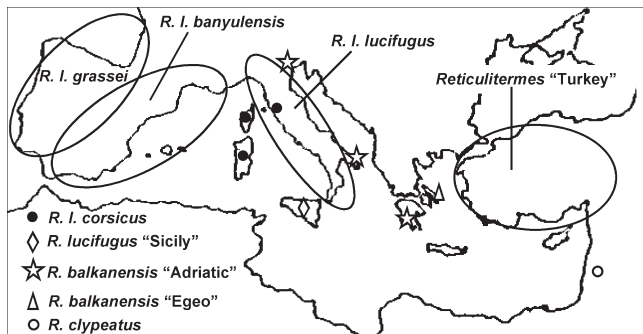 R. l. banyulensis
R. l. lucifugus
R. l. grassei
Reticulitermes “Turkey”
R. l. corsicus
R. lucifugus “Sicily”
R. balkanensis “Adriatic”
R. balkanensis “Egeo”
R. clypeatus